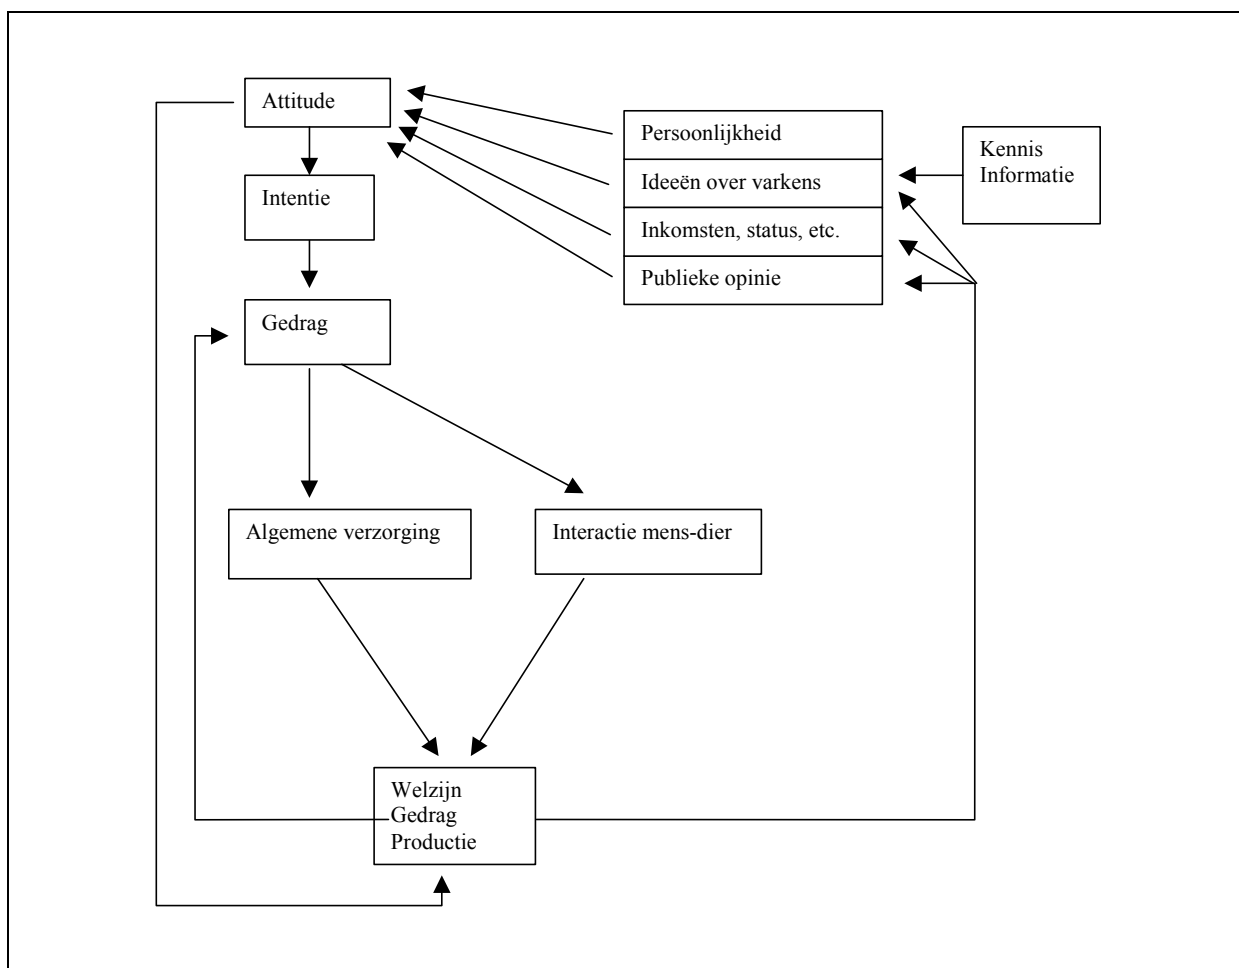 Attitude
Persoonlijkheid
Kennis
Informatie
Ideeën over varkens
Intentie
Inkomsten, status, etc.
Publieke opinie
Gedrag
Algemene verzorging
Interactie mens-dier
Welzijn
Gedrag
Productie